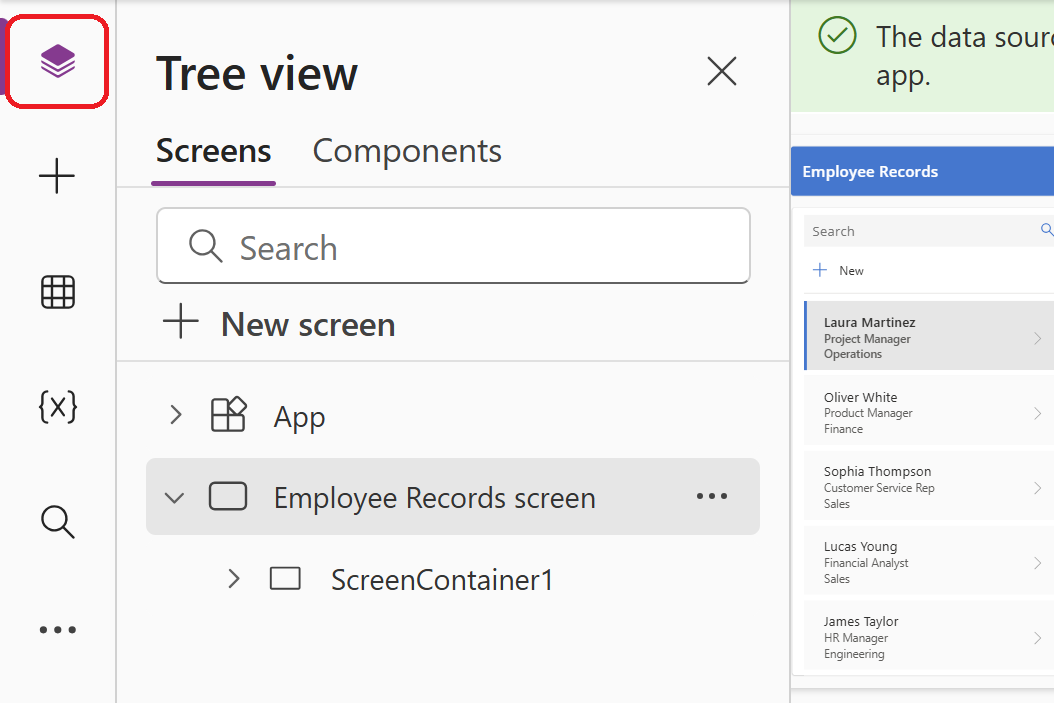 Tree view
Screens Components
Search
New screen
App
Employee Records screen
ScreenContainer1
The data
app.
Employee Records
Search
New
Laura Martinez
Project Manager
Operations
Oliver White
Product Manager
Finance
Sophia Thompson
Customer Service Rep
Sales
Lucas Young
Financial Analyst
Sales
James Taylor
HR Manager
Engineering